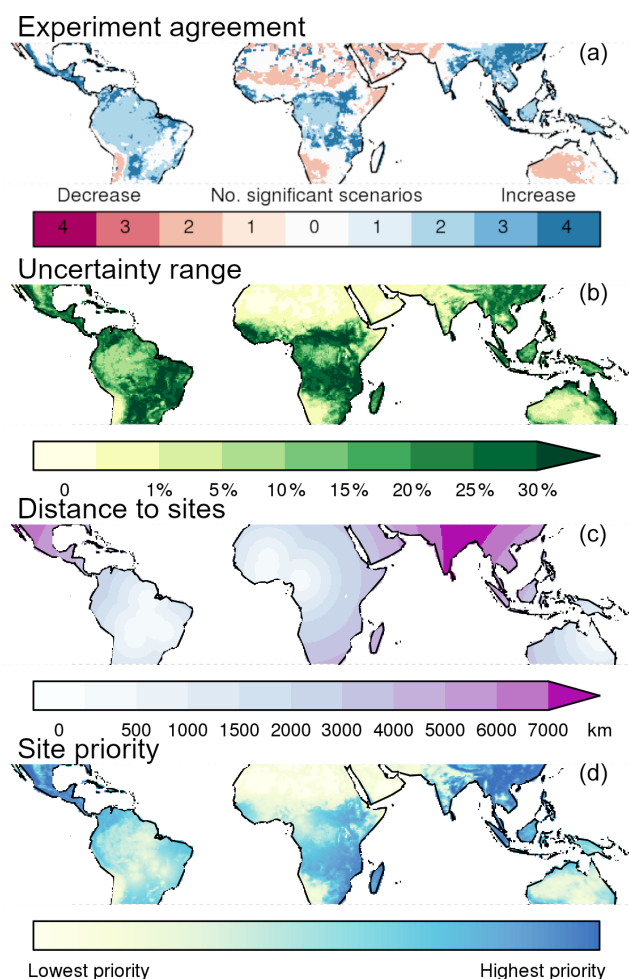 Experiment agreement
(a)
Decrease No. significant scenarios Increase
4 3 2 1 0 1 2 3 4
Uncertainty range
(b)
0 1% 5% 10% 15% 20% 25% 30%
Distance to sites
(c)
0 500 1000 1500 2000 3000 4000 5000 6000 7000 km
Site priority
(d)
Lowest priority Highest priority